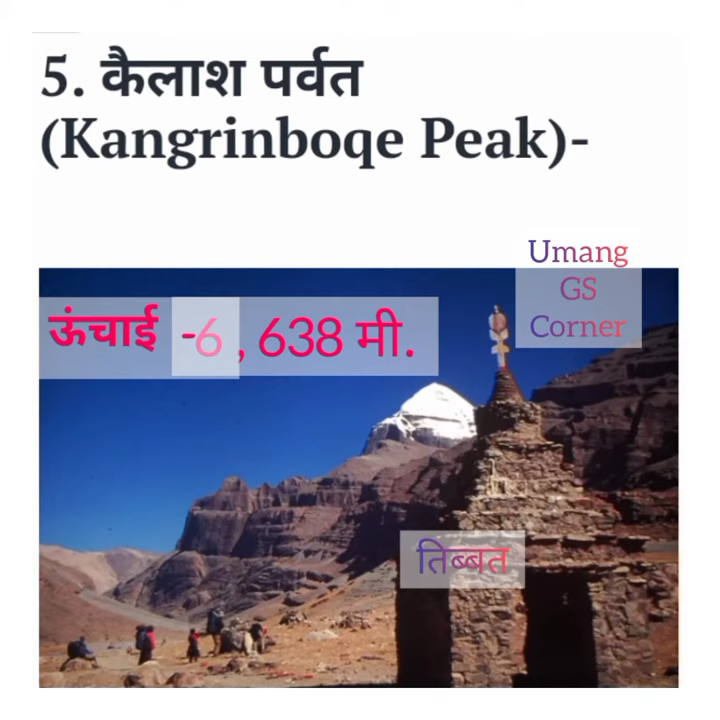 5. कैलाश पर्वत
(Kangrinboqe Peak)-
Umang
GS
Corner
ऊंचाई -6,638 मी.
तिब्बत